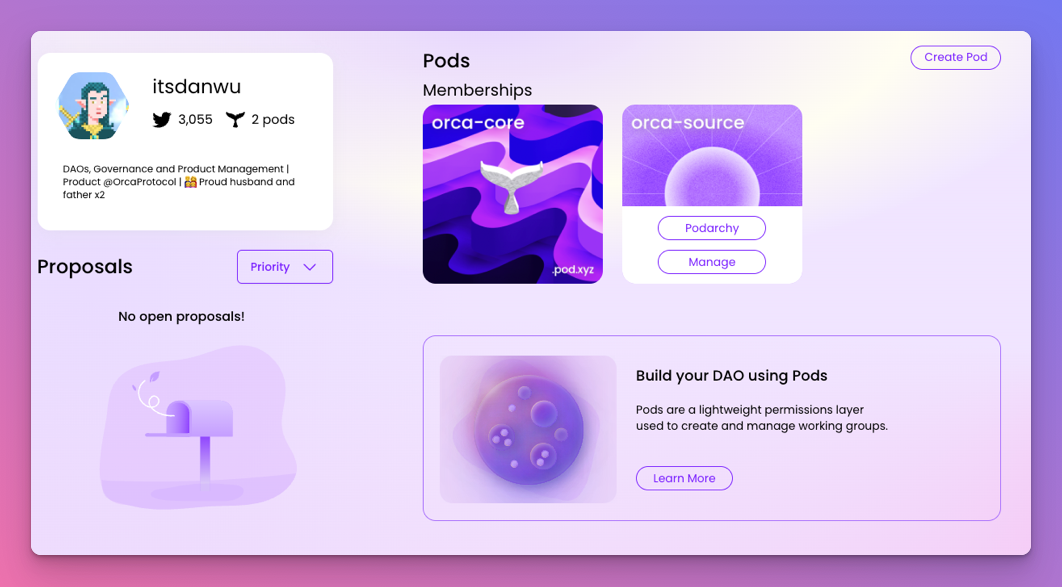 itsdanwu
3,055 2 pods
DAOs, Governance and Product Management |
Product @OrcaProtocol | 👨‍👩‍👧‍👦 Proud husband and
father x2
Proposals
Priority
No open proposals!
Pods
Create Pod
Memberships
orca-core
.pod.xyz
orca-source
Podarchy
Manage
Build your DAO using Pods
Pods are a lightweight permissions layer
used to create and manage working groups.
Learn More